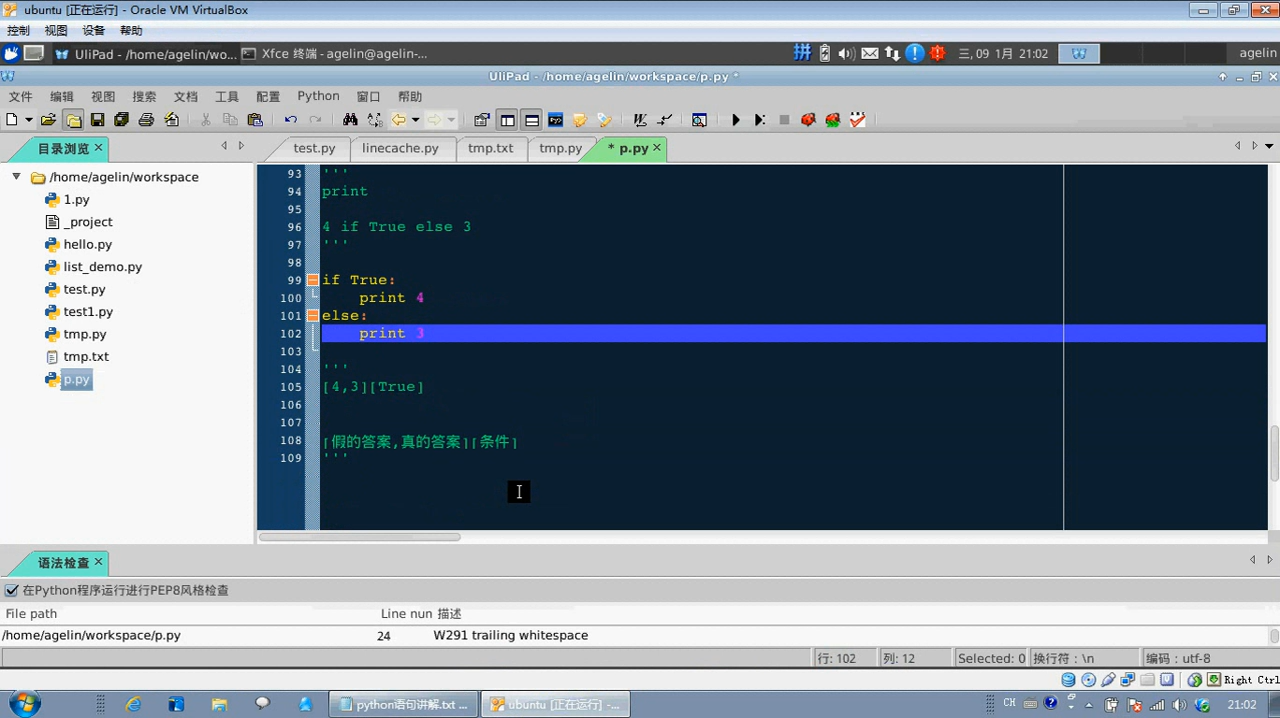 ubuntu [正在运行] - Oracle VM VirtualBox
控制 视图 设备 帮助
UliPad - /home/agelin/wo... Xfce 终端 - agelin@agelin-... 三, 09 1月 21:02 agelin
UliPad - /home/agelin/workspace/p.py *
文件 编辑 视图 搜索 文档 工具 配置 Python 窗口 帮助
目录浏览 test.py linecache.py tmp.txt tmp.py * p.py
/home/agelin/workspace
1.py
_project
hello.py
list_demo.py
test.py
test1.py
tmp.py
tmp.txt
p.py
93 '''
94 print
95
96 4 if True else 3
97 '''
98
99 if True:
100 print 4
101 else:
102 print 3
103
104 '''
105 [4,3][True]
106
107
108 [假的答案,真的答案][条件]
109 '''
语法检查
在Python程序运行进行PEP8风格检查
File path Line nun 描述
/home/agelin/workspace/p.py 24 W291 trailing whitespace
行: 102 列: 12 Selected: 0 换行符：\n 编码：utf-8
Right Ctrl
python语句讲解.txt ... ubuntu [正在运行] -... CH 21:02